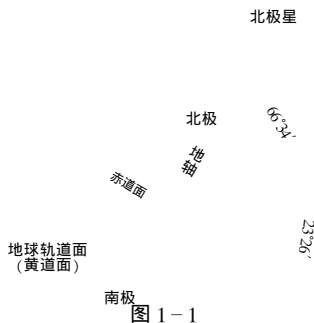 北极星
北极
66°34′
地轴
赤道面
23°26′
地球轨道面
(黄道面)
南极
图 1-1